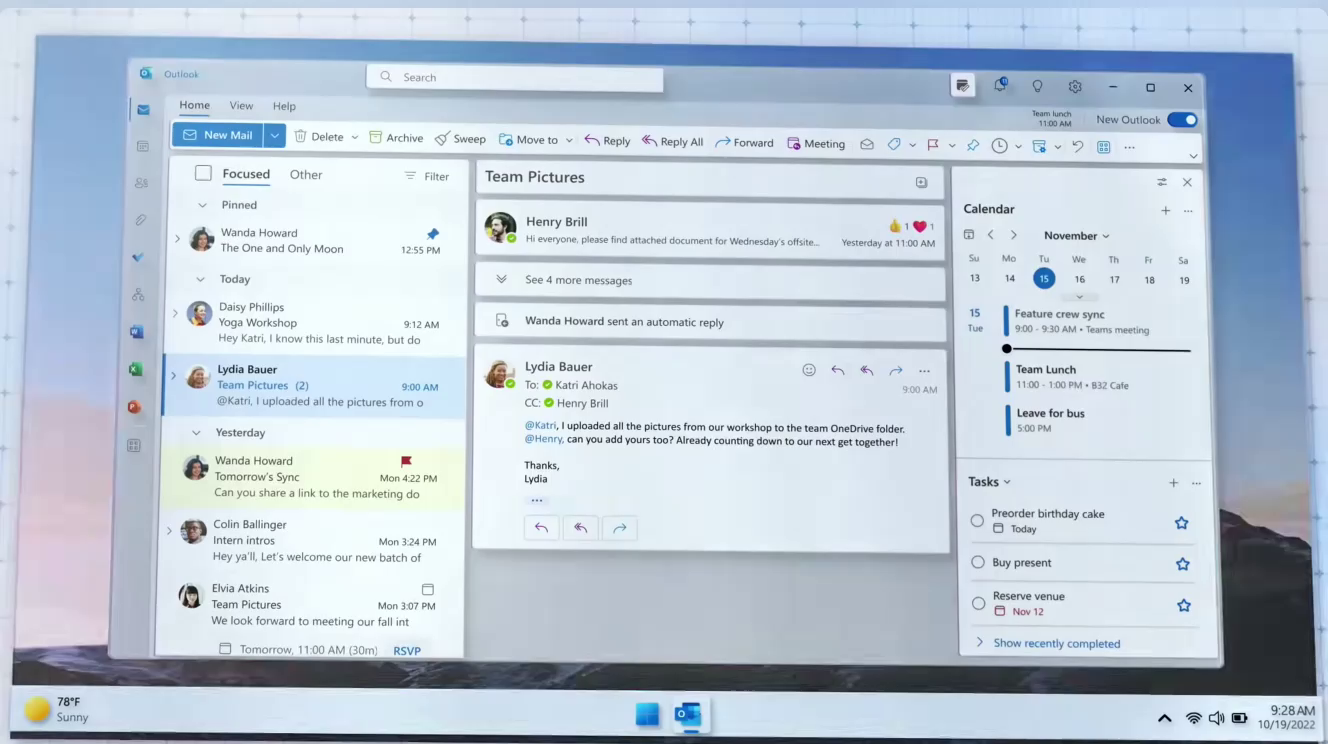 Outlook
Search
Home View Help
Team lunch
11:00 AM
New Outlook
New Mail Delete Archive Sweep Move to Reply Reply All Forward Meeting
Focused Other Filter
Pinned
Wanda Howard
The One and Only Moon 12:55 PM
Today
Daisy Phillips
Yoga Workshop 9:12 AM
Hey Katri, I know this last minute, but do
Lydia Bauer
Team Pictures (2) 9:00 AM
@Katri, I uploaded all the pictures from o
Yesterday
Wanda Howard
Tomorrow's Sync Mon 4:22 PM
Can you share a link to the marketing do
Colin Ballinger
Intern intros Mon 3:24 PM
Hey ya'll, Let's welcome our new batch of
Elvia Atkins
Team Pictures Mon 3:07 PM
We look forward to meeting our fall int
Tomorrow, 11:00 AM (30m) RSVP
Team Pictures
Henry Brill
👍 1 ❤️ 1
Hi everyone, please find attached document for Wednesday's offsite... Yesterday at 11:00 AM
See 4 more messages
Wanda Howard sent an automatic reply
Lydia Bauer
To: Katri Ahokas
9:00 AM
CC: Henry Brill
@Katri, I uploaded all the pictures from our workshop to the team OneDrive folder.
@Henry, can you add yours too? Already counting down to our next get together!
Thanks,
Lydia
Calendar
November
Su Mo Tu We Th Fr Sa
13 14 15 16 17 18 19
15
Tue
Feature crew sync
9:00 - 9:30 AM • Teams meeting
Team Lunch
11:00 - 1:00 PM • B32 Cafe
Leave for bus
5:00 PM
Tasks
Preorder birthday cake
Today
Buy present
Reserve venue
Nov 12
Show recently completed
78°F
Sunny
9:28 AM
10/19/2022